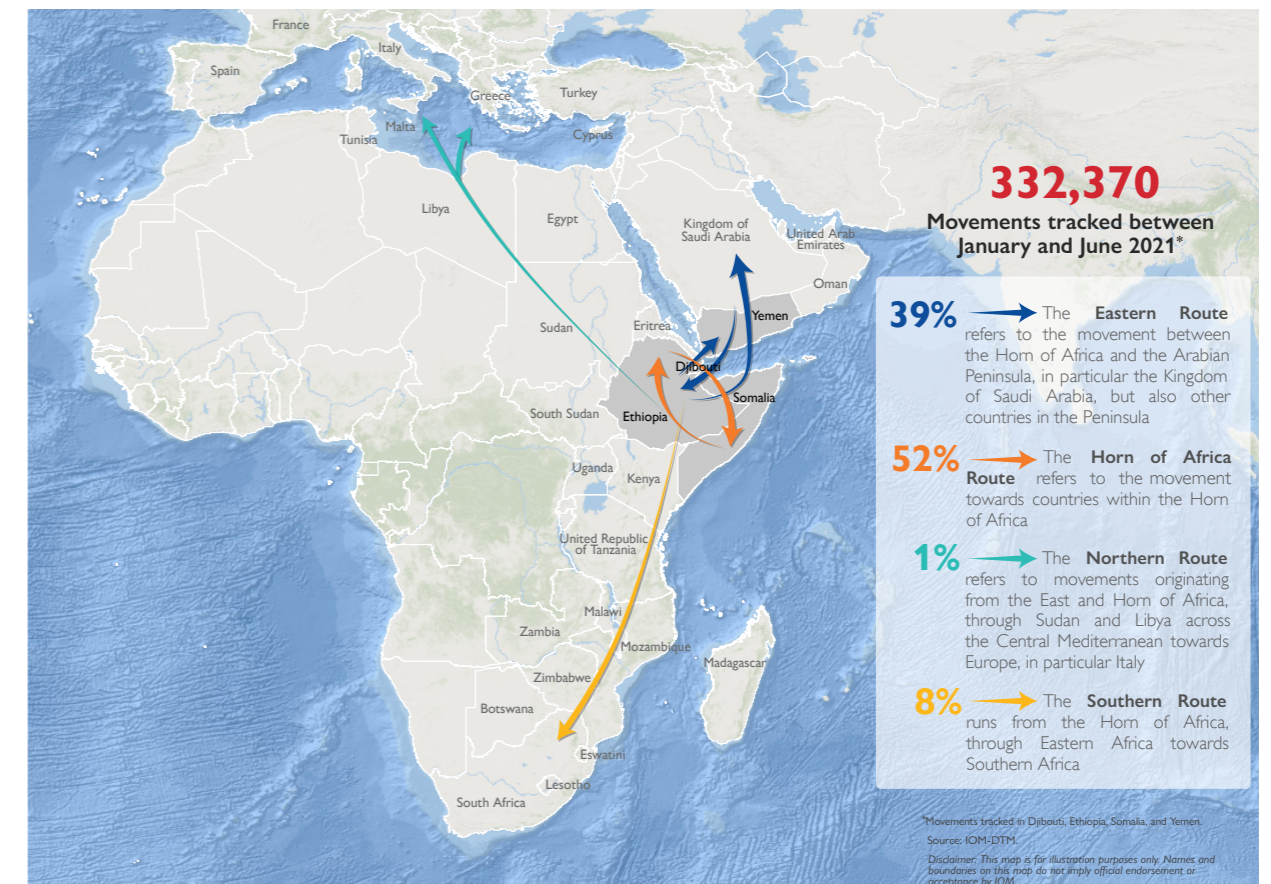 France
Italy
Spain
Greece
Turkey
Malta
Tunisia
Cyprus
Libya
Egypt
Kingdom of
Saudi Arabia
United Arab
Emirates
Oman
Yemen
Sudan
Eritrea
Djibouti
Somalia
Ethiopia
South Sudan
Uganda
Kenya
United Republic
of Tanzania
Malawi
Zambia
Mozambique
Madagascar
Zimbabwe
Botswana
Eswatini
Lesotho
South Africa
332,370
Movements tracked between
January and June 2021*
39% The Eastern Route
refers to the movement between
the Horn of Africa and the Arabian
Peninsula, in particular the Kingdom
of Saudi Arabia, but also other
countries in the Peninsula
52% The Horn of Africa
Route refers to the movement
towards countries within the Horn
of Africa
1% The Northern Route
refers to movements originating
from the East and Horn of Africa,
through Sudan and Libya across
the Central Mediterranean towards
Europe, in particular Italy
8% The Southern Route
runs from the Horn of Africa,
through Eastern Africa towards
Southern Africa
*Movements tracked in Djibouti, Ethiopia, Somalia, and Yemen.
Source: IOM-DTM.
Disclaimer: This map is for illustration purposes only. Names and
boundaries on this map do not imply official endorsement or
acceptance by IOM.